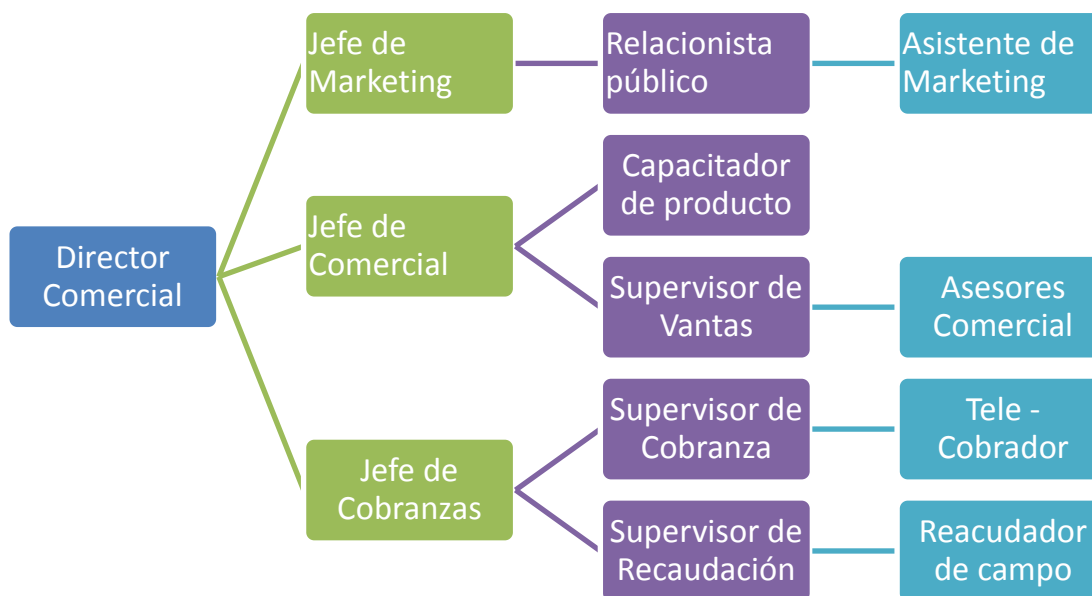 Jefe de
Marketing
Relacionista
público
Asistente de
Marketing
Capacitador
de producto
Jefe de
Comercial
Director
Comercial
Supervisor de
Vantas
Asesores
Comercial
Supervisor de
Cobranza
Tele -
Cobrador
Jefe de
Cobranzas
Supervisor de
Recaudación
Reacudador
de campo